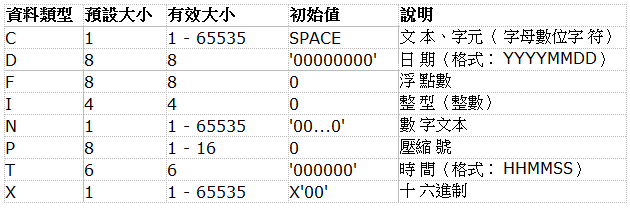 資料類型 預設大小 有效大小 初始值 說明
C 1 1 - 65535 SPACE 文本、字元（字母數位字符）
D 8 8 '00000000' 日期（格式：YYYYMMDD）
F 8 8 0 浮點數
I 4 4 0 整型（整數）
N 1 1 - 65535 '00...0' 數字文本
P 8 1 - 16 0 壓縮號
T 6 6 '000000' 時間（格式：HHMMSS）
X 1 1 - 65535 X'00' 十六進制